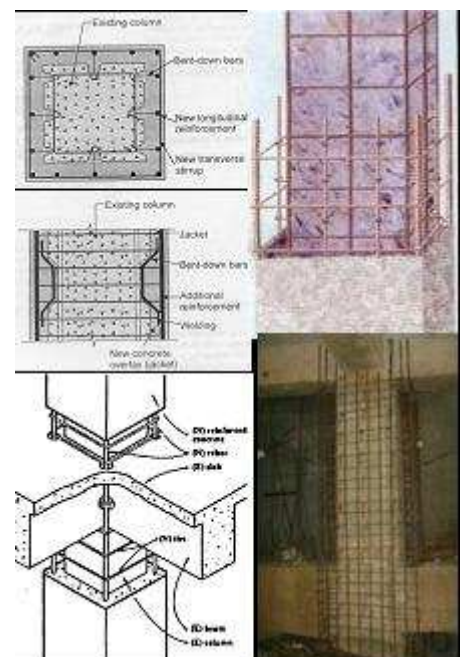 Existing column
Bent-down bars
New longitudinal
reinforcement
New transverse
stirrup
Existing column
Jacket
Bent-down bars
Additional
reinforcement
Welding
New concrete
overlay (jacket)
(N) reinforced
concrete
(N) rebar
(E) slab
(N) ties
(E) beam
(E) column